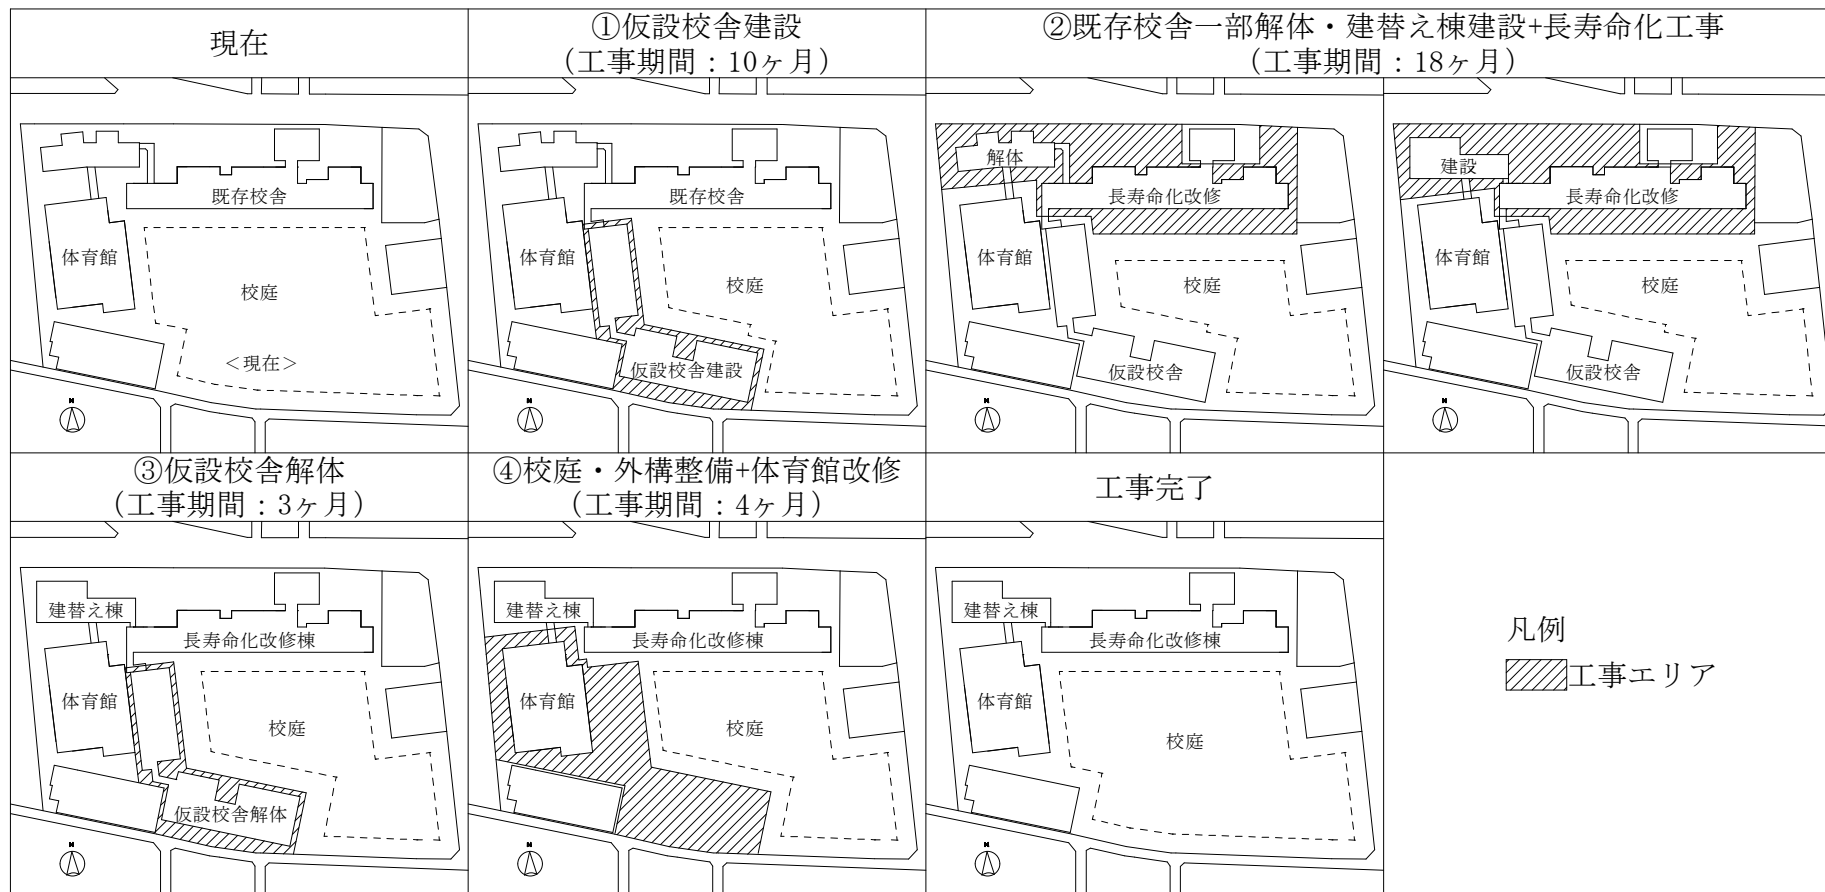 現在
①仮設校舎建設
(工事期間：10ヶ月)
②既存校舎一部解体・建替え棟建設+長寿命化工事
(工事期間：18ヶ月)
既存校舎
体育館
校庭
＜現在＞
N
既存校舎
体育館
校庭
仮設校舎建設
N
解体
長寿命化改修
体育館
校庭
仮設校舎
N
建設
長寿命化改修
体育館
校庭
仮設校舎
N
③仮設校舎解体
(工事期間：3ヶ月)
④校庭・外構整備+体育館改修
(工事期間：4ヶ月)
工事完了
建替え棟
長寿命化改修棟
体育館
校庭
仮設校舎解体
N
建替え棟
長寿命化改修棟
体育館
校庭
N
建替え棟
長寿命化改修棟
体育館
校庭
N
凡例
工事エリア